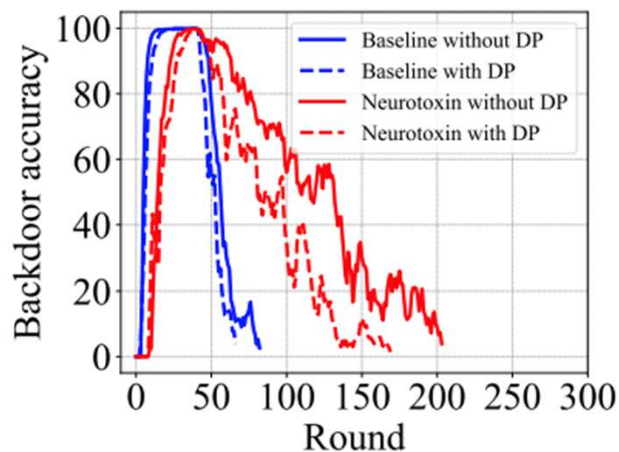 Backdoor accuracy
100
80
60
40
20
0
Baseline without DP
Baseline with DP
Neurotoxin without DP
Neurotoxin with DP
0 50 100 150 200 250 300
Round